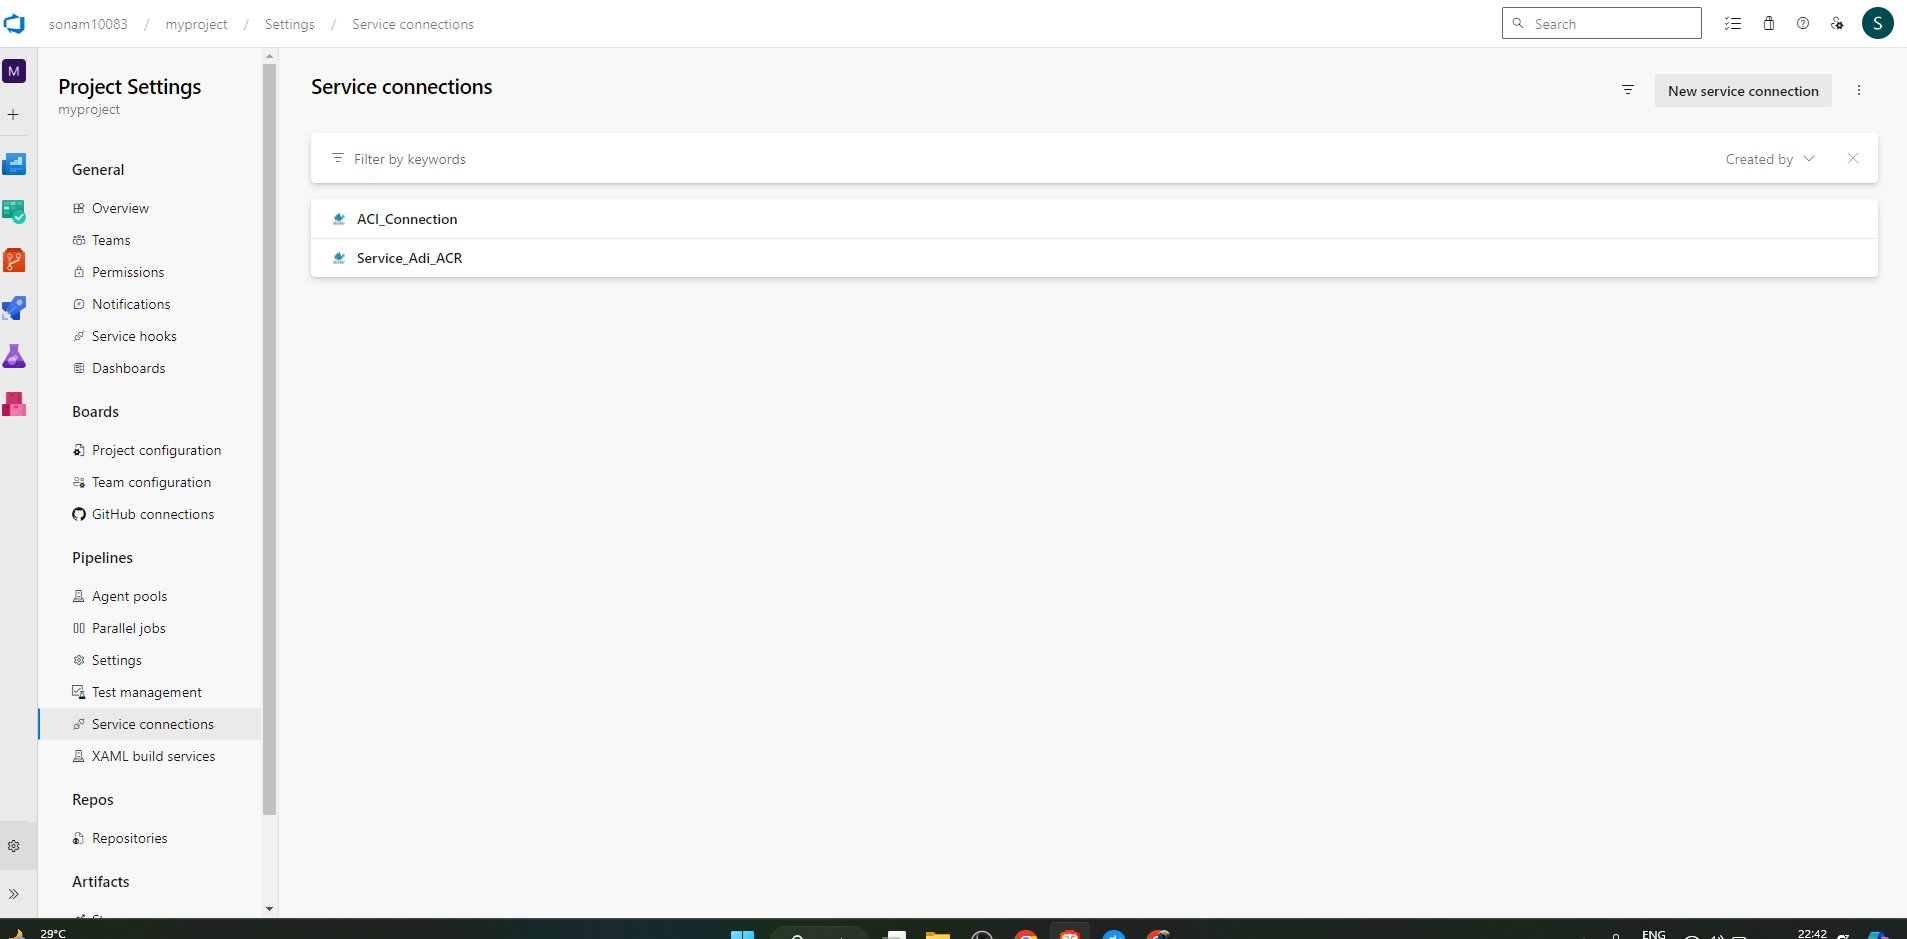 sonam10083 / myproject / Settings / Service connections
Search
S
M
Project Settings
myproject
General
Overview
Teams
Permissions
Notifications
Service hooks
Dashboards
Boards
Project configuration
Team configuration
GitHub connections
Pipelines
Agent pools
Parallel jobs
Settings
Test management
Service connections
XAML build services
Repos
Repositories
Artifacts
Service connections
New service connection
Filter by keywords
Created by
ACI_Connection
Service_Adi_ACR
29°C
ENG
22:42